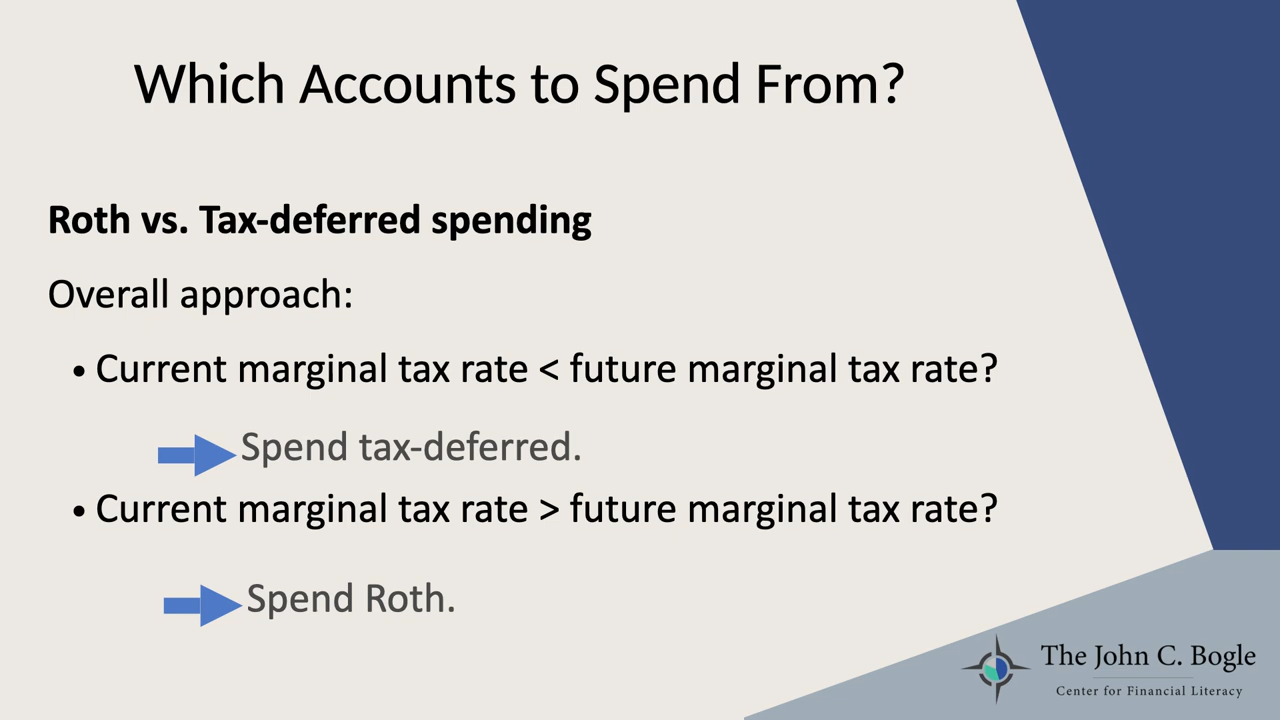 Which Accounts to Spend From?
Roth vs. Tax-deferred spending
Overall approach:
• Current marginal tax rate < future marginal tax rate?
Spend tax-deferred.
• Current marginal tax rate > future marginal tax rate?
Spend Roth.
The John C. Bogle
Center for Financial Literacy